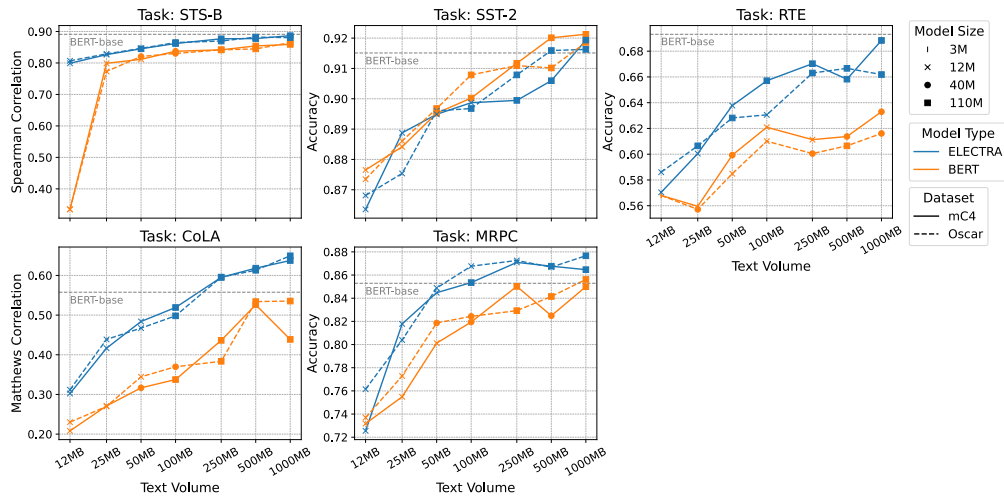 Task: STS-B
Spearman Correlation
0.90
0.80
0.70
0.60
0.50
0.40
BERT-base
Task: SST-2
Accuracy
0.92
0.91
0.90
0.89
0.88
0.87
BERT-base
Task: RTE
Accuracy
0.68
0.66
0.64
0.62
0.60
0.58
0.56
BERT-base
12MB
25MB
50MB
100MB
250MB
500MB
1000MB
Text Volume
Model Size
3M
12M
40M
110M
Model Type
ELECTRA
BERT
Dataset
mC4
Oscar
Task: CoLA
Matthews Correlation
0.60
0.50
0.40
0.30
0.20
BERT-base
12MB
25MB
50MB
100MB
250MB
500MB
1000MB
Text Volume
Task: MRPC
Accuracy
0.88
0.86
0.84
0.82
0.80
0.78
0.76
0.74
0.72
BERT-base
12MB
25MB
50MB
100MB
250MB
500MB
1000MB
Text Volume